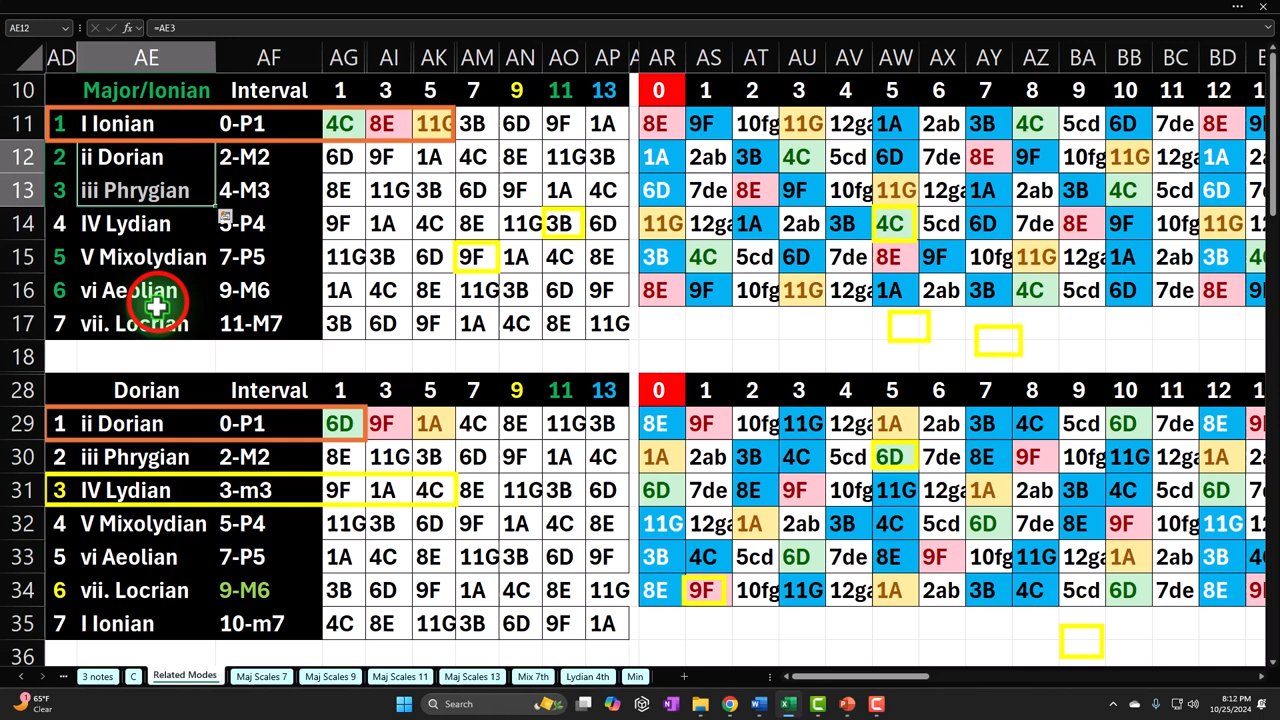 AE12 fx =AE3
AD AE AF AG AI AK AM AN AO AP AR AS AT AU AV AW AX AY AZ BA BB BC BD
10 Major/Ionian Interval 1 3 5 7 9 11 13 0 1 2 3 4 5 6 7 8 9 10 11 12
11 1 I Ionian 0-P1 4C 8E 11G 3B 6D 9F 1A 8E 9F 10fg 11G 12ga 1A 2ab 3B 4C 5cd 6D 7de 8E
12 2 ii Dorian 2-M2 6D 9F 1A 4C 8E 11G 3B 1A 2ab 3B 4C 5cd 6D 7de 8E 9F 10fg 11G 12ga 1A 2ab
13 3 iii Phrygian 4-M3 8E 11G 3B 6D 9F 1A 4C 6D 7de 8E 9F 10fg 11G 12ga 1A 2ab 3B 4C 5cd 6D
14 4 IV Lydian 5-P4 9F 1A 4C 8E 11G 3B 6D 11G 12ga 1A 2ab 3B 4C 5cd 6D 7de 8E 9F 10fg 11G
15 5 V Mixolydian 7-P5 11G 3B 6D 9F 1A 4C 8E 3B 4C 5cd 6D 7de 8E 9F 10fg 11G 12ga 1A 2ab 3B
16 6 vi Aeolian 9-M6 1A 4C 8E 11G 3B 6D 9F 8E 9F 10fg 11G 12ga 1A 2ab 3B 4C 5cd 6D 7de 8E
17 7 vii. Locrian 11-M7 3B 6D 9F 1A 4C 8E 11G
18
28 Dorian Interval 1 3 5 7 9 11 13 0 1 2 3 4 5 6 7 8 9 10 11 12
29 1 ii Dorian 0-P1 6D 9F 1A 4C 8E 11G 3B 8E 9F 10fg 11G 12ga 1A 2ab 3B 4C 5cd 6D 7de 8E
30 2 iii Phrygian 2-M2 8E 11G 3B 6D 9F 1A 4C 1A 2ab 3B 4C 5cd 6D 7de 8E 9F 10fg 11G 12ga 1A 2ab
31 3 IV Lydian 3-m3 9F 1A 4C 8E 11G 3B 6D 6D 7de 8E 9F 10fg 11G 12ga 1A 2ab 3B 4C 5cd 6D
32 4 V Mixolydian 5-P4 11G 3B 6D 9F 1A 4C 8E 11G 12ga 1A 2ab 3B 4C 5cd 6D 7de 8E 9F 10fg 11G
33 5 vi Aeolian 7-P5 1A 4C 8E 11G 3B 6D 9F 3B 4C 5cd 6D 7de 8E 9F 10fg 11G 12ga 1A 2ab 3B
34 6 vii. Locrian 9-M6 3B 6D 9F 1A 4C 8E 11G 8E 9F 10fg 11G 12ga 1A 2ab 3B 4C 5cd 6D 7de 8E
35 7 I Ionian 10-m7 4C 8E 11G 3B 6D 9F 1A
36
3 notes C Related Modes Maj Scales 7 Maj Scales 9 Maj Scales 11 Maj Scales 13 Mix 7th Lydian 4th Min
65°F
Clear
Search
8:12 PM
10/25/2024